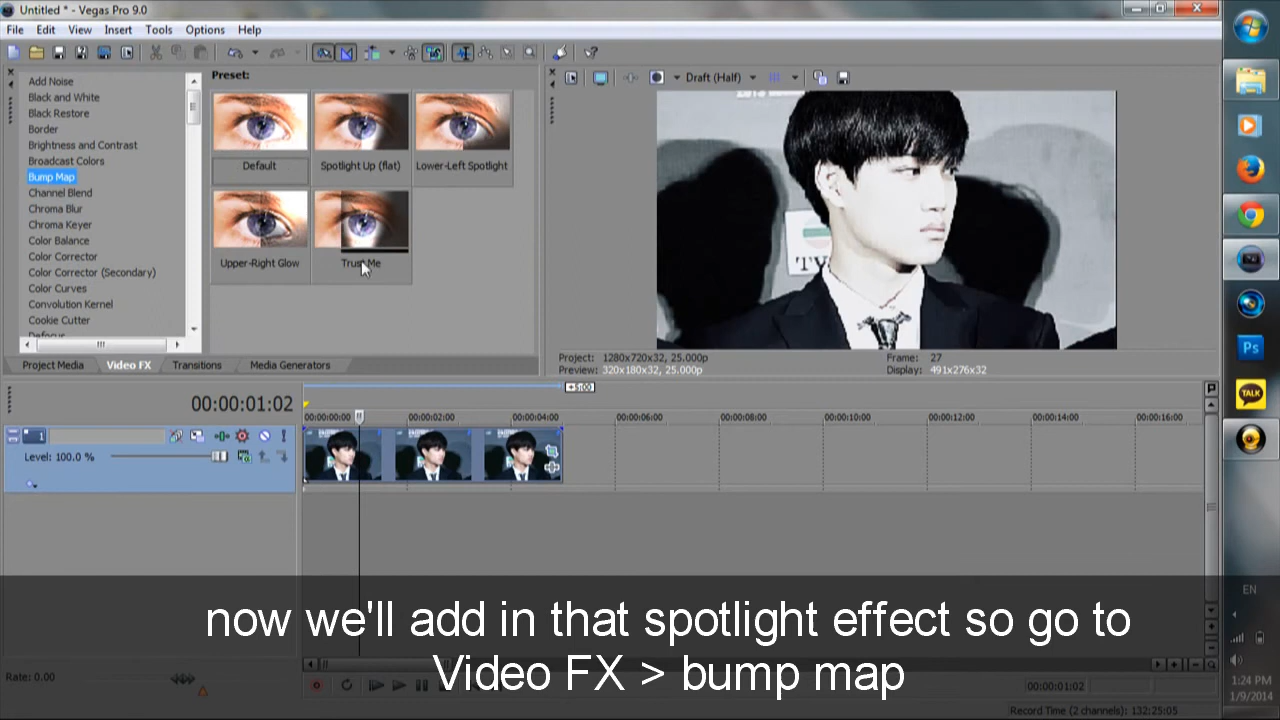 Untitled * - Vegas Pro 9.0
File Edit View Insert Tools Options Help
Preset:
Draft (Half)
Add Noise
Black and White
Black Restore
Border
Brightness and Contrast
Broadcast Colors
Bump Map
Channel Blend
Chroma Blur
Chroma Keyer
Color Balance
Color Corrector
Color Corrector (Secondary)
Color Curves
Convolution Kernel
Cookie Cutter
Defocus
Default
Spotlight Up (flat)
Lower-Left Spotlight
Upper-Right Glow
Trust Me
TV
Project: 1280x720x32, 25.000p
Frame: 27
Preview: 320x180x32, 25.000p
Display: 491x276x32
Project Media Video FX Transitions Media Generators
+5:00
00:00:01:02
00:00:00:00 00:00:02:00 00:00:04:00 00:00:06:00 00:00:08:00 00:00:10:00 00:00:12:00 00:00:14:00 00:00:16:00
1
Level: 100.0 %
now we'll add in that spotlight effect so go to
Video FX > bump map
Rate: 0.00
00:00:01:02
Record Time (2 channels): 132:25:05
Ps
TALK
EN
1:24 PM
1/9/2014